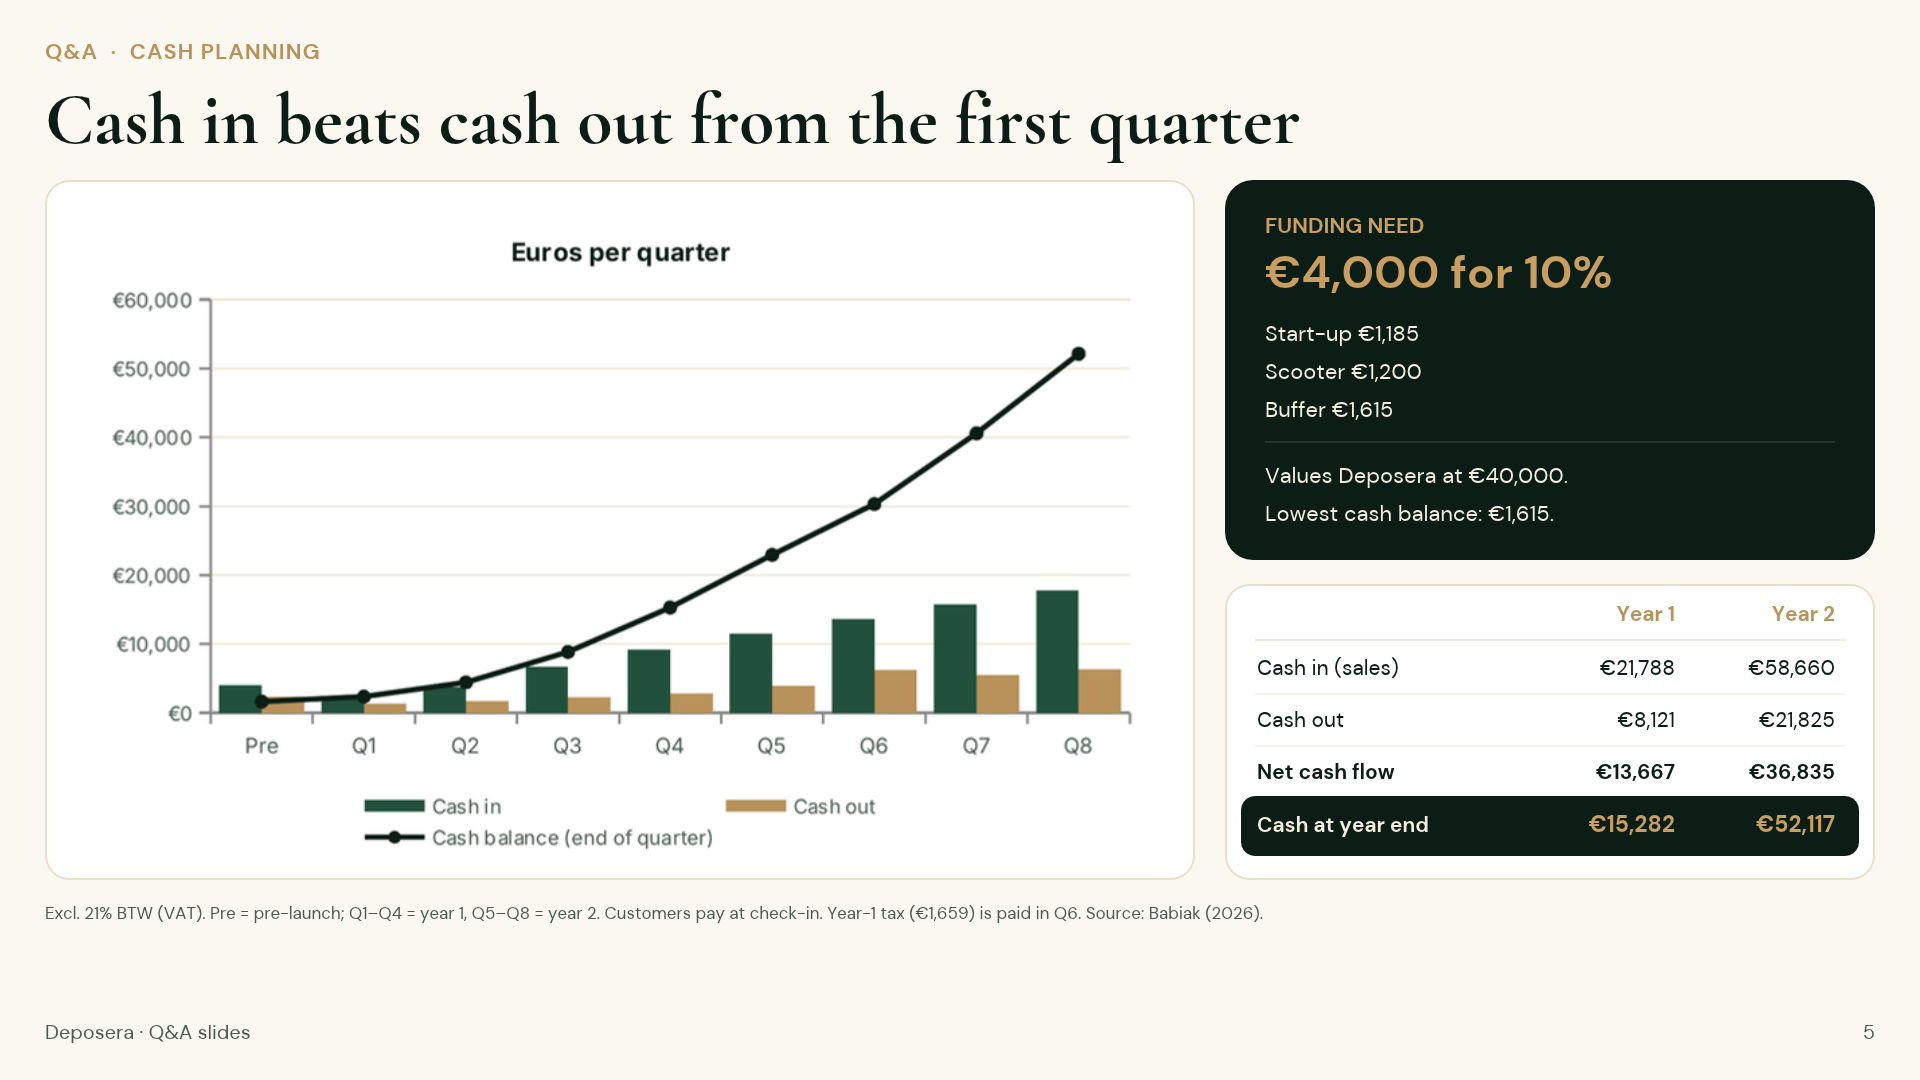 Q&A · CASH PLANNING
Cash in beats cash out from the first quarter
Euros per quarter
€60,000
€50,000
€40,000
€30,000
€20,000
€10,000
€0
Pre Q1 Q2 Q3 Q4 Q5 Q6 Q7 Q8
Cash in Cash out
Cash balance (end of quarter)
FUNDING NEED
€4,000 for 10%
Start-up €1,185
Scooter €1,200
Buffer €1,615
Values Deposera at €40,000.
Lowest cash balance: €1,615.
Year 1 Year 2
Cash in (sales) €21,788 €58,660
Cash out €8,121 €21,825
Net cash flow €13,667 €36,835
Cash at year end €15,282 €52,117
Excl. 21% BTW (VAT). Pre = pre-launch; Q1–Q4 = year 1, Q5–Q8 = year 2. Customers pay at check-in. Year-1 tax (€1,659) is paid in Q6. Source: Babiak (2026).
Deposera · Q&A slides 5